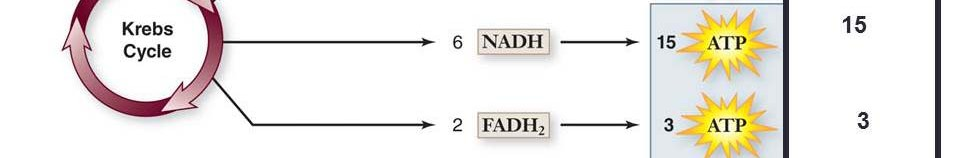 Krebs
Cycle
6 NADH 15 ATP 15
2 FADH₂ 3 ATP 3